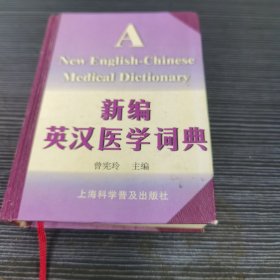 A
New English-Chinese
Medical Dictionary
新编
英汉医学词典
曾宪玲 主编
上海科学普及出版社